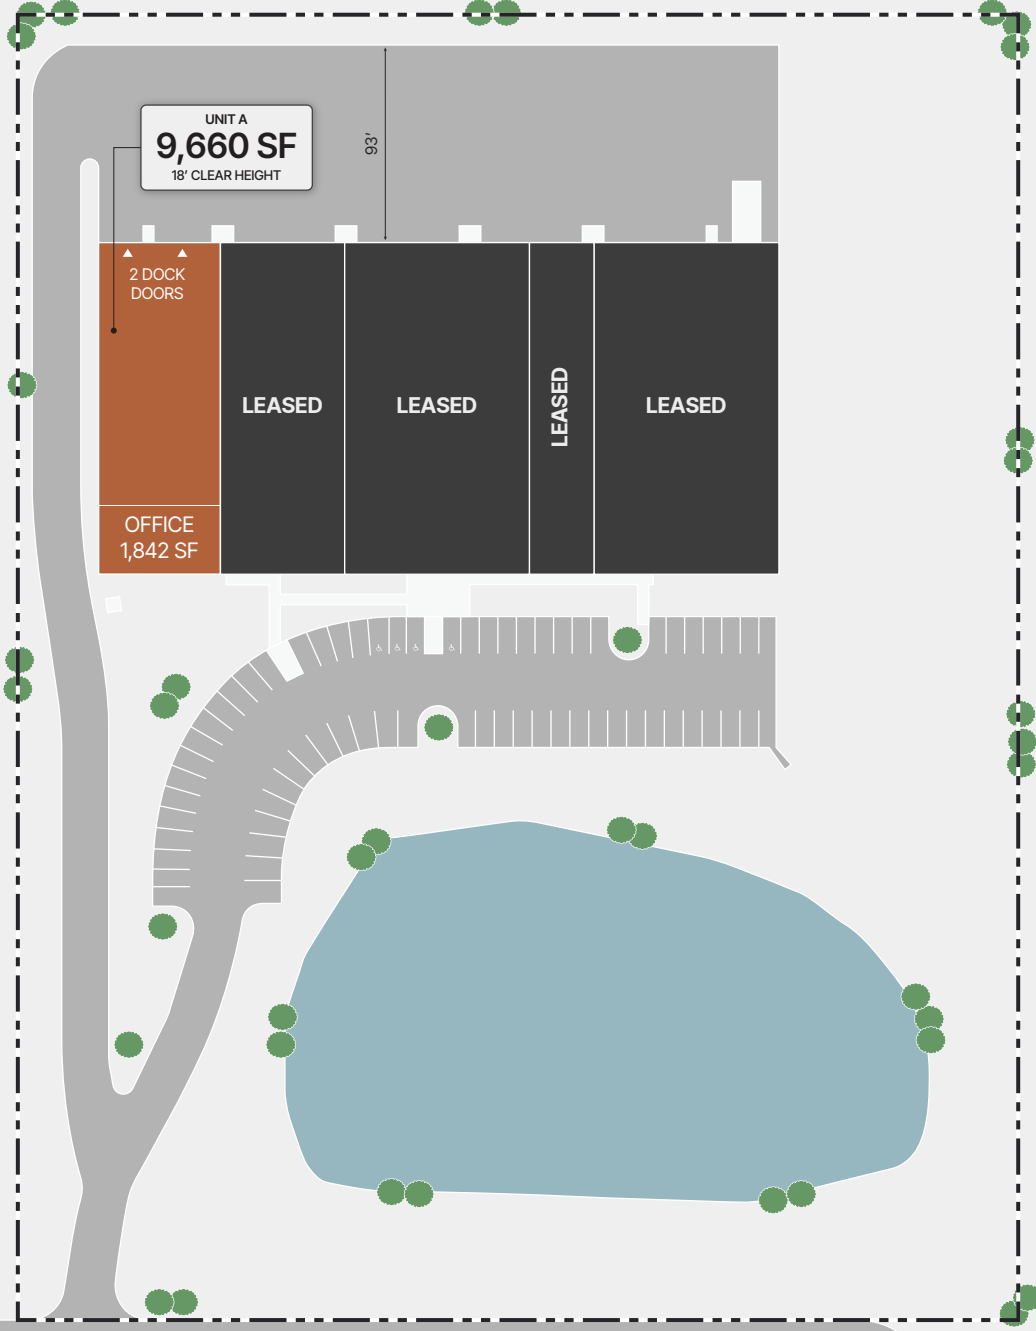 UNIT A
9,660 SF
18’ CLEAR HEIGHT
93’
2 DOCK
DOORS
LEASED
LEASED
LEASED
LEASED
OFFICE
1,842 SF